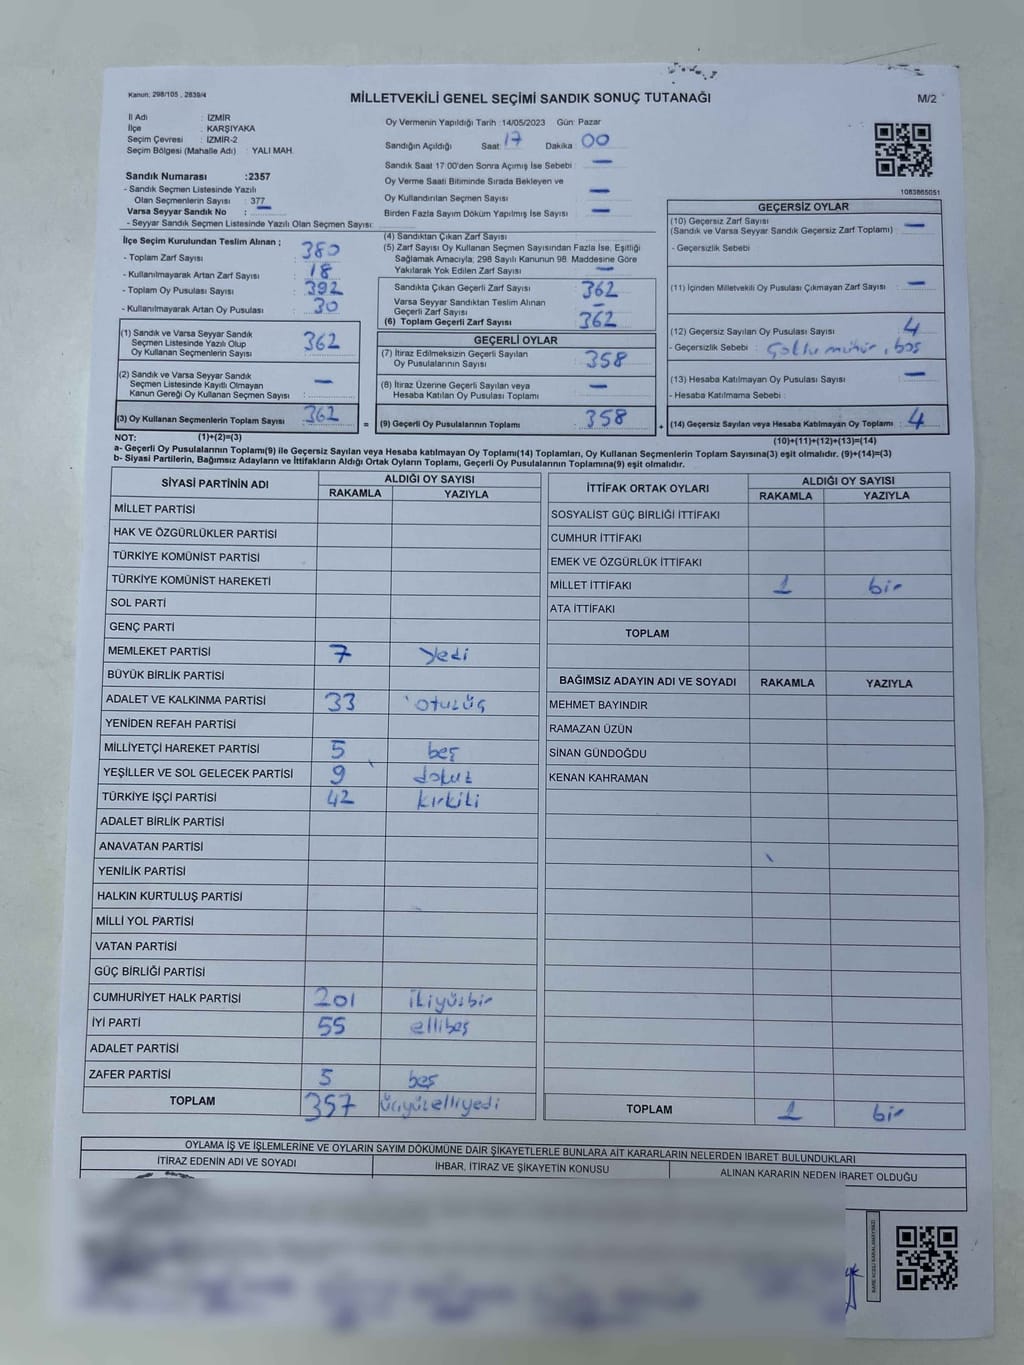 Kanun: 298/105 , 2839/4
MİLLETVEKİLİ GENEL SEÇİMİ SANDIK SONUÇ TUTANAĞI
M/2
İl Adı : İZMİR
İlçe : KARŞIYAKA
Seçim Çevresi : İZMİR-2
Seçim Bölgesi (Mahalle Adı) : YALI MAH.
Sandık Numarası :2357
- Sandık Seçmen Listesinde Yazılı
Olan Seçmenlerin Sayısı : 377
Varsa Seyyar Sandık No : —
- Seyyar Sandık Seçmen Listesinde Yazılı Olan Seçmen Sayısı:
Oy Vermenin Yapıldığı Tarih :14/05/2023 Gün: Pazar
Sandığın Açıldığı Saat: 17 Dakika: 00
Sandık Saat 17:00'den Sonra Açımış İse Sebebi : —
Oy Verme Saati Bitiminde Sırada Bekleyen ve
Oy Kullandırılan Seçmen Sayısı : —
Birden Fazla Sayım Döküm Yapılmış İse Sayısı : —
1083865051
İlçe Seçim Kurulundan Teslim Alınan ;
- Toplam Zarf Sayısı : 380
- Kullanılmayarak Artan Zarf Sayısı : 18
- Toplam Oy Pusulası Sayısı : 392
- Kullanılmayarak Artan Oy Pusulası : 30
(1) Sandık ve Varsa Seyyar Sandık
Seçmen Listesinde Yazılı Olup
Oy Kullanan Seçmenlerin Sayısı : 362
(2) Sandık ve Varsa Seyyar Sandık
Seçmen Listesinde Kayıtlı Olmayan
Kanun Gereği Oy Kullanan Seçmen Sayısı : —
(3) Oy Kullanan Seçmenlerin Toplam Sayısı : 362
(1)+(2)=(3)
(4) Sandıktan Çıkan Zarf Sayısı :
(5) Zarf Sayısı Oy Kullanan Seçmen Sayısından Fazla İse, Eşitliği
Sağlamak Amacıyla, 298 Sayılı Kanunun 98. Maddesine Göre
Yakılarak Yok Edilen Zarf Sayısı : —
Sandıkta Çıkan Geçerli Zarf Sayısı : 362
Varsa Seyyar Sandıktan Teslim Alınan
Geçerli Zarf Sayısı : —
(6) Toplam Geçerli Zarf Sayısı : 362
GEÇERLİ OYLAR
(7) İtiraz Edilmeksizin Geçerli Sayılan
Oy Pusulalarının Sayısı : 358
(8) İtiraz Üzerine Geçerli Sayılan veya
Hesaba Katılan Oy Pusulası Toplamı : —
= (9) Geçerli Oy Pusulalarının Toplamı : 358
GEÇERSİZ OYLAR
(10) Geçersiz Zarf Sayısı
(Sandık ve Varsa Seyyar Sandık Geçersiz Zarf Toplamı) : —
- Geçersizlik Sebebi :
(11) İçinden Milletvekili Oy Pusulası Çıkmayan Zarf Sayısı : —
(12) Geçersiz Sayılan Oy Pusulası Sayısı : 4
- Geçersizlik Sebebi : mühür, boş
(13) Hesaba Katılmayan Oy Pusulası Sayısı : —
- Hesaba Katılmama Sebebi :
+ (14) Geçersiz Sayılan veya Hesaba Katılmayan Oy Toplamı : 4
(10)+(11)+(12)+(13)=(14)
NOT:
a- Geçerli Oy Pusulalarının Toplamı(9) ile Geçersiz Sayılan veya Hesaba katılmayan Oy Toplamı(14) Toplamları, Oy Kullanan Seçmenlerin Toplam Sayısına(3) eşit olmalıdır. (9)+(14)=(3)
b- Siyasi Partilerin, Bağımsız Adayların ve İttifakların Aldığı Ortak Oyların Toplamı, Geçerli Oy Pusulalarının Toplamına(9) eşit olmalıdır.
SİYASİ PARTİNİN ADI
ALDIĞI OY SAYISI
RAKAMLA YAZIYLA
MİLLET PARTİSİ
HAK VE ÖZGÜRLÜKLER PARTİSİ
TÜRKİYE KOMÜNİST PARTİSİ
TÜRKİYE KOMÜNİST HAREKETİ
SOL PARTİ
GENÇ PARTİ
MEMLEKET PARTİSİ 7 yedi
BÜYÜK BİRLİK PARTİSİ
ADALET VE KALKINMA PARTİSİ 33 otuzüç
YENİDEN REFAH PARTİSİ
MİLLİYETÇİ HAREKET PARTİSİ 5 beş
YEŞİLLER VE SOL GELECEK PARTİSİ 9 dokuz
TÜRKİYE İŞÇİ PARTİSİ 42 kırkiki
ADALET BİRLİK PARTİSİ
ANAVATAN PARTİSİ
YENİLİK PARTİSİ
HALKIN KURTULUŞ PARTİSİ
MİLLİ YOL PARTİSİ
VATAN PARTİSİ
GÜÇ BİRLİĞİ PARTİSİ
CUMHURİYET HALK PARTİSİ 201 ikiyüzbir
İYİ PARTİ 55 ellibeş
ADALET PARTİSİ
ZAFER PARTİSİ 5 beş
TOPLAM 357 üçyüzelliyedi
İTTİFAK ORTAK OYLARI
ALDIĞI OY SAYISI
RAKAMLA YAZIYLA
SOSYALİST GÜÇ BİRLİĞİ İTTİFAKI
CUMHUR İTTİFAKI
EMEK VE ÖZGÜRLÜK İTTİFAKI
MİLLET İTTİFAKI 1 bir
ATA İTTİFAKI
TOPLAM
BAĞIMSIZ ADAYIN ADI VE SOYADI RAKAMLA YAZIYLA
MEHMET BAYINDIR
RAMAZAN ÜZÜN
SİNAN GÜNDOĞDU
KENAN KAHRAMAN
TOPLAM 1 bir
OYLAMA İŞ VE İŞLEMLERİNE VE OYLARIN SAYIM DÖKÜMÜNE DAİR ŞİKAYETLERLE BUNLARA AİT KARARLARIN NELERDEN İBARET BULUNDUKLARI
İTİRAZ EDENİN ADI VE SOYADI
İHBAR, İTİRAZ VE ŞİKAYETİN KONUSU
ALINAN KARARIN NEDEN İBARET OLDUĞU